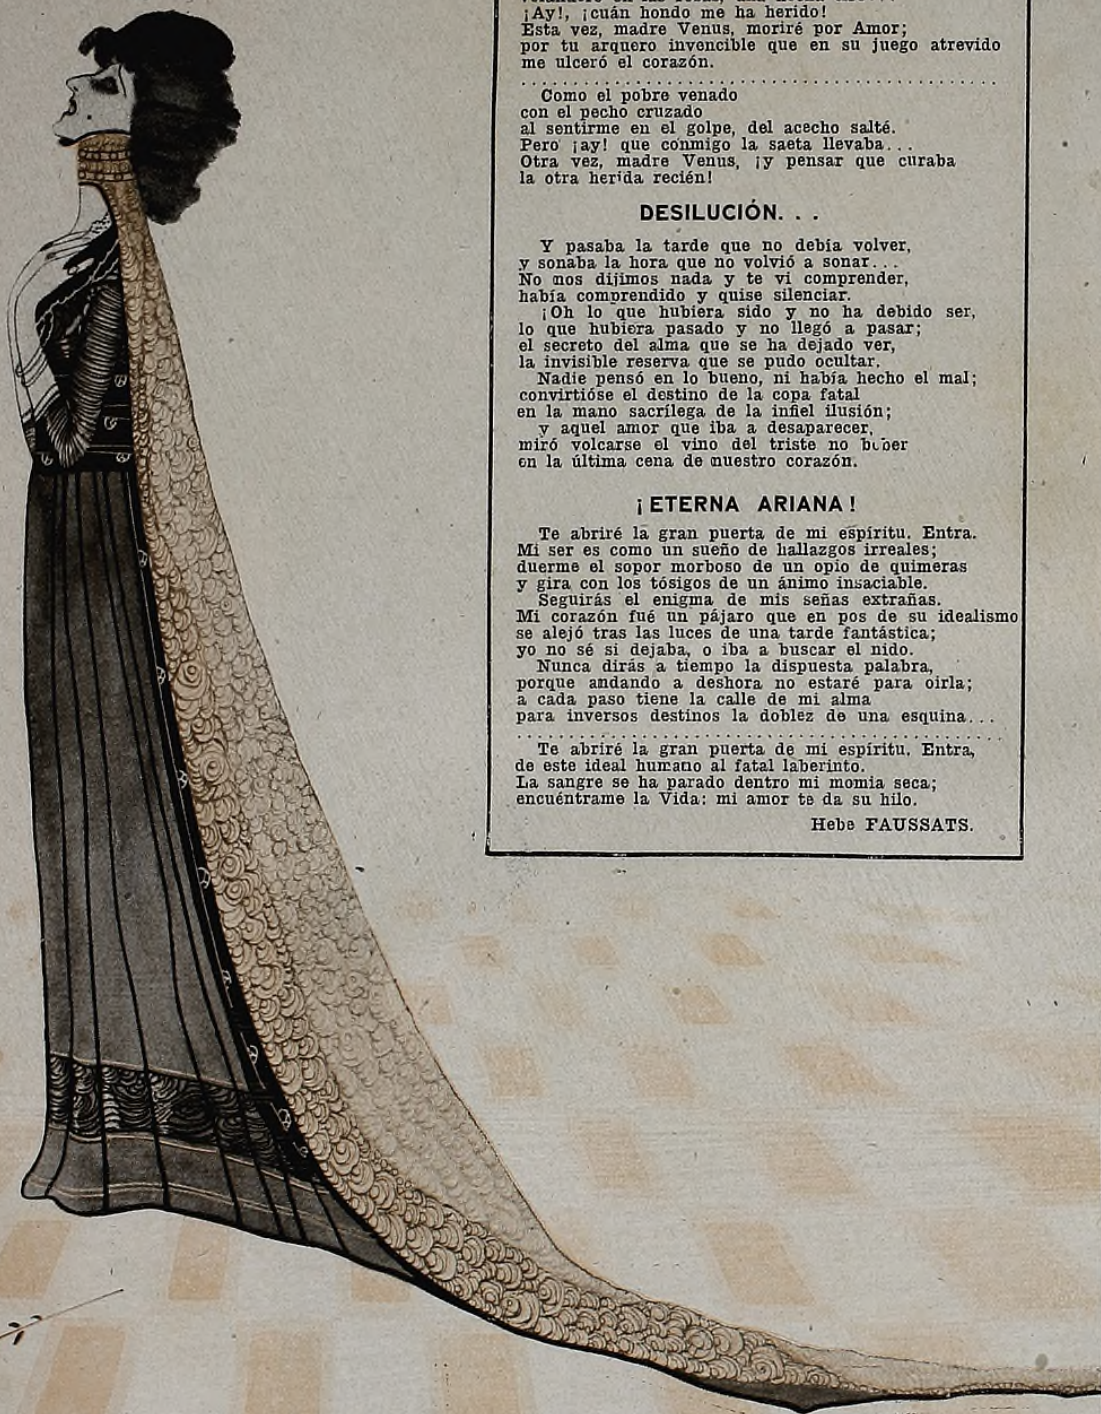 ¡Ay!, ¡cuán hondo me ha herido!
Esta vez, madre Venus, moriré por Amor;
por tu arquero invencible que en su juego atrevido
me ulceró el corazón.
Como el pobre venado
con el pecho cruzado
al sentirme en el golpe, del acecho salté.
Pero ¡ay! que conmigo la saeta llevaba...
Otra vez, madre Venus, ¡y pensar que curaba
la otra herida recién!
DESILUCIÓN...
Y pasaba la tarde que no debía volver,
y sonaba la hora que no volvió a sonar...
No nos dijimos nada y te vi comprender,
había comprendido y quise silenciar.
¡Oh lo que hubiera sido y no ha debido ser,
lo que hubiera pasado y no llegó a pasar;
el secreto del alma que se ha dejado ver,
la invisible reserva que se pudo ocultar.
Nadie pensó en lo bueno, ni había hecho el mal;
convirtióse el destino de la copa fatal
en la mano sacrílega de la infiel ilusión;
y aquel amor que iba a desaparecer,
miró volcarse el vino del triste no beber
en la última cena de nuestro corazón.
¡ETERNA ARIANA!
Te abriré la gran puerta de mi espíritu. Entra.
Mi ser es como un sueño de hallazgos irreales;
duerme el sopor morboso de un opio de quimeras
y gira con los tósigos de un ánimo insaciable.
Seguirás el enigma de mis señas extrañas.
Mi corazón fué un pájaro que en pos de su idealismo
se alejó tras las luces de una tarde fantástica;
yo no sé si dejaba, o iba a buscar el nido.
Nunca dirás a tiempo la dispuesta palabra,
porque andando a deshora no estaré para oirla;
a cada paso tiene la calle de mi alma
para inversos destinos la doblez de una esquina...
Te abriré la gran puerta de mi espíritu. Entra,
de este ideal humano al fatal laberinto.
La sangre se ha parado dentro mi momia seca;
encuéntrame la Vida: mi amor te da su hilo.
Hebe FAUSSATS.